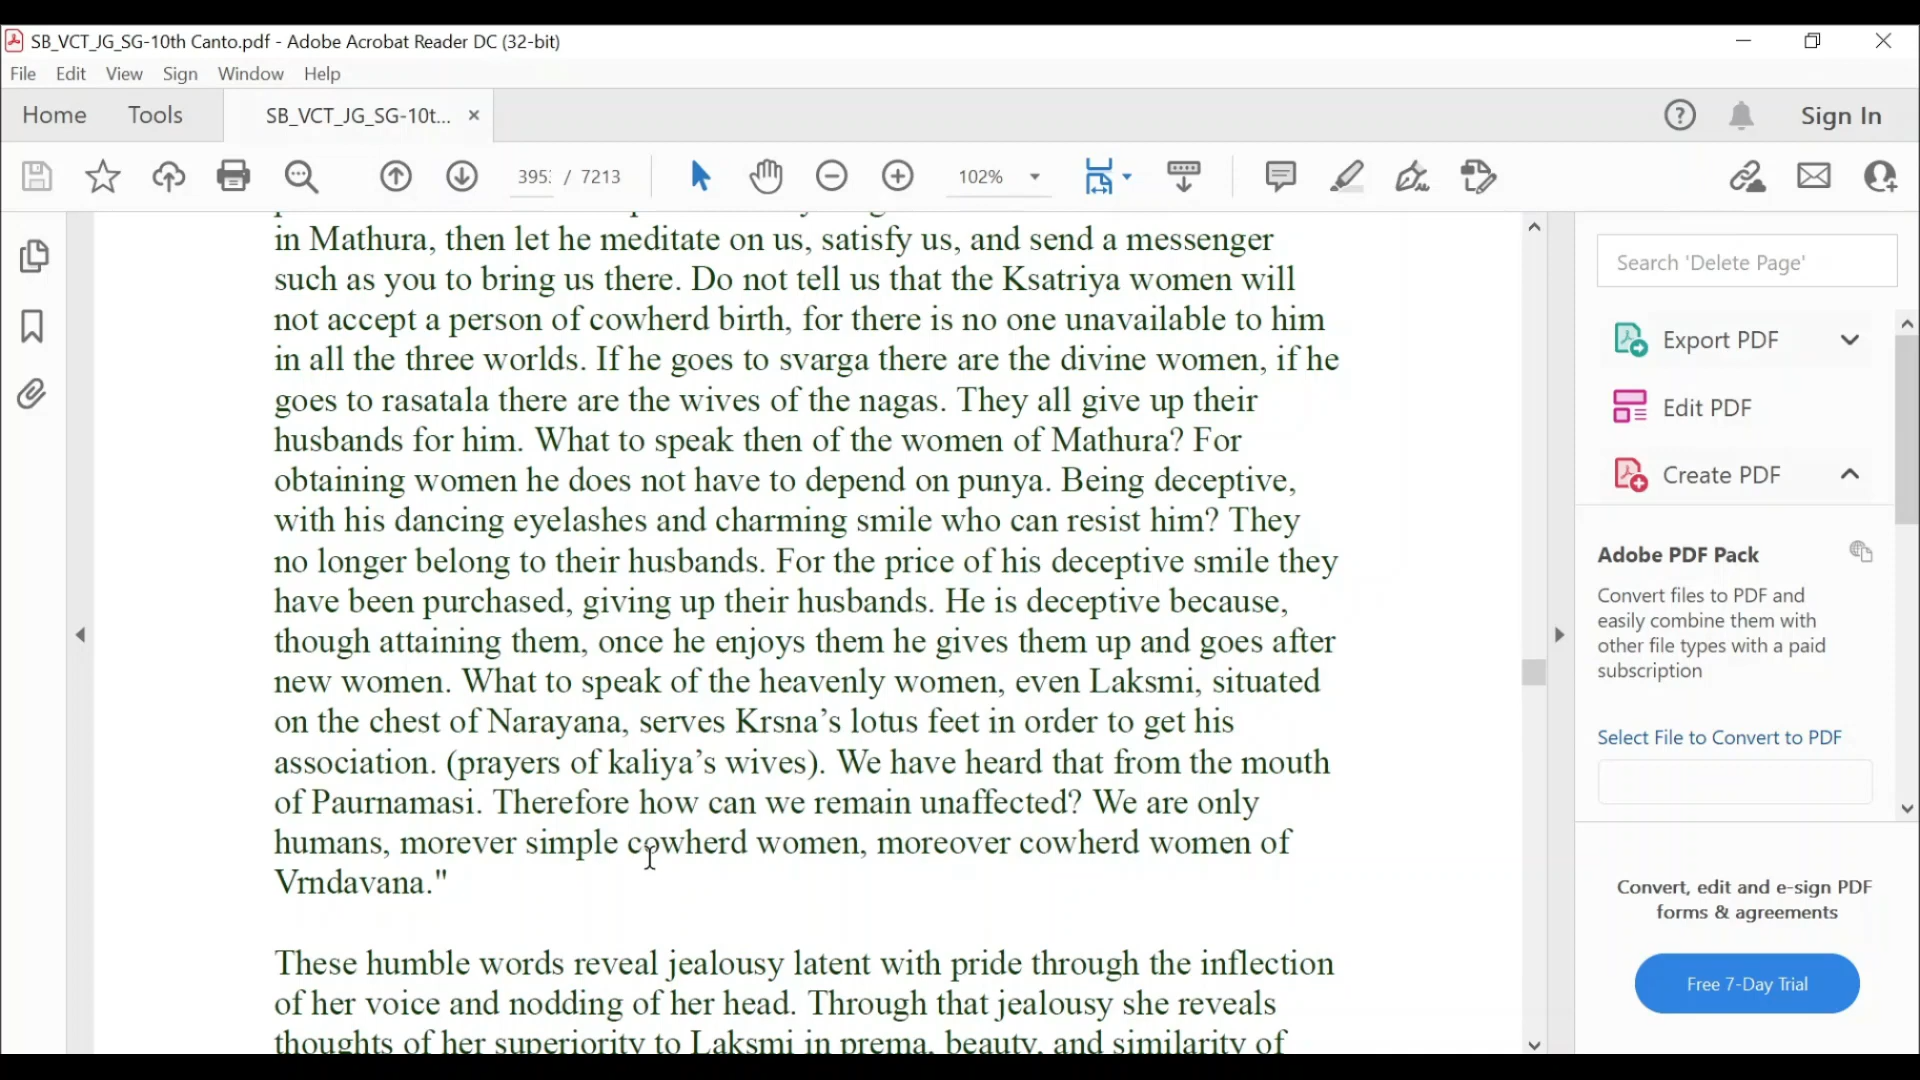 SB_VCT_JG_SG-10th Canto.pdf - Adobe Acrobat Reader DC (32-bit)
File Edit View Sign Window Help
Home Tools SB_VCT_JG_SG-10t... Sign In
/ 7213 102%
in Mathura, then let he meditate on us, satisfy us, and send a messenger
such as you to bring us there. Do not tell us that the Ksatriya women will
not accept a person of cowherd birth, for there is no one unavailable to him
in all the three worlds. If he goes to svarga there are the divine women, if he
goes to rasatala there are the wives of the nagas. They all give up their
husbands for him. What to speak then of the women of Mathura? For
obtaining women he does not have to depend on punya. Being deceptive,
with his dancing eyelashes and charming smile who can resist him? They
no longer belong to their husbands. For the price of his deceptive smile they
have been purchased, giving up their husbands. He is deceptive because,
though attaining them, once he enjoys them he gives them up and goes after
new women. What to speak of the heavenly women, even Laksmi, situated
on the chest of Narayana, serves Krsna's lotus feet in order to get his
association. (prayers of kaliya's wives). We have heard that from the mouth
of Paurnamasi. Therefore how can we remain unaffected? We are only
humans, morever simple cowherd women, moreover cowherd women of
Vrndavana."
These humble words reveal jealousy latent with pride through the inflection
of her voice and nodding of her head. Through that jealousy she reveals
thoughts of her superiority to Laksmi in prema, beauty, and similarity of
Search 'Delete Page'
Export PDF
Edit PDF
Create PDF
Adobe PDF Pack
Convert files to PDF and
easily combine them with
other file types with a paid
subscription
Select File to Convert to PDF
Convert, edit and e-sign PDF
forms & agreements
Free 7-Day Trial